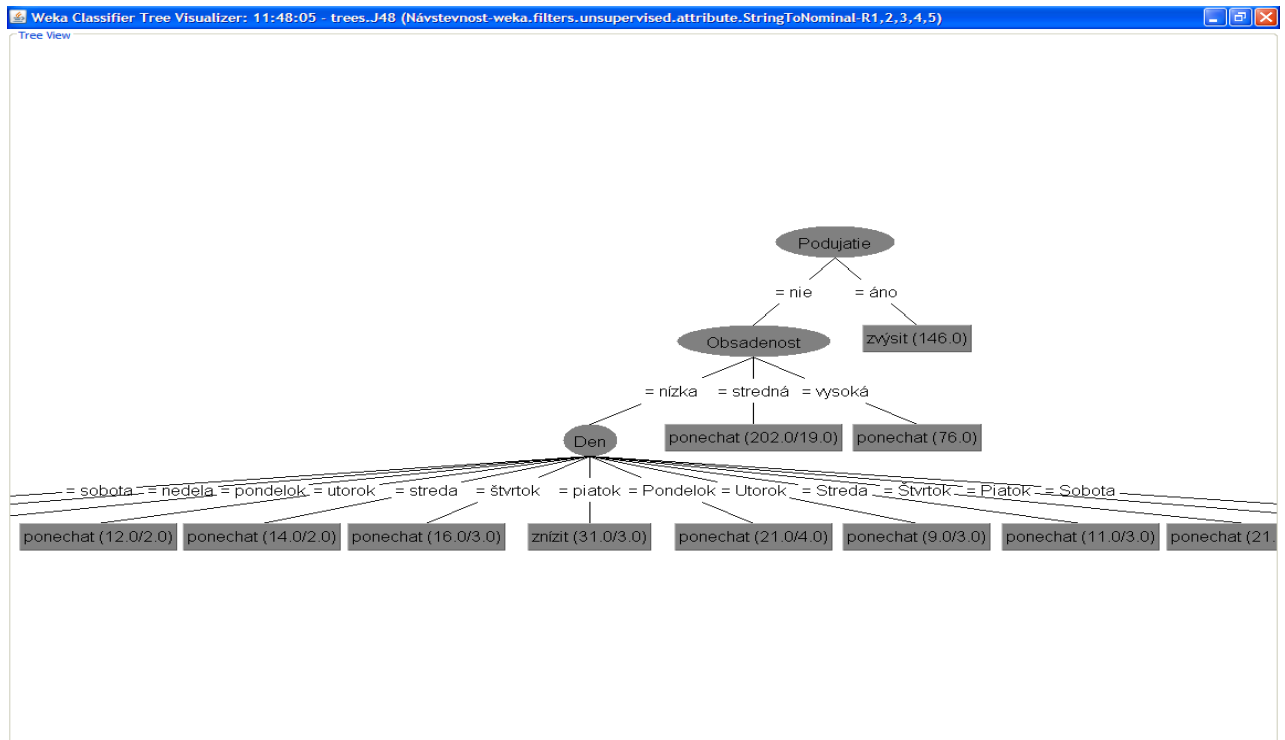 Weka Classifier Tree Visualizer: 11:48:05 - trees.J48 (Návstevnost-weka.filters.unsupervised.attribute.StringToNominal-R1,2,3,4,5)
Tree View
Podujatie
= nie = áno
Obsadenost zvýsit (146.0)
= nízka = stredná = vysoká
Den ponechat (202.0/19.0) ponechat (76.0)
= sobota = nedela = pondelok = utorok = streda = štvrtok = piatok = Pondelok = Utorok = Streda = Štvrtok = Piatok = Sobota
ponechat (12.0/2.0) ponechat (14.0/2.0) ponechat (16.0/3.0) znízit (31.0/3.0) ponechat (21.0/4.0) ponechat (9.0/3.0) ponechat (11.0/3.0) ponechat (21.